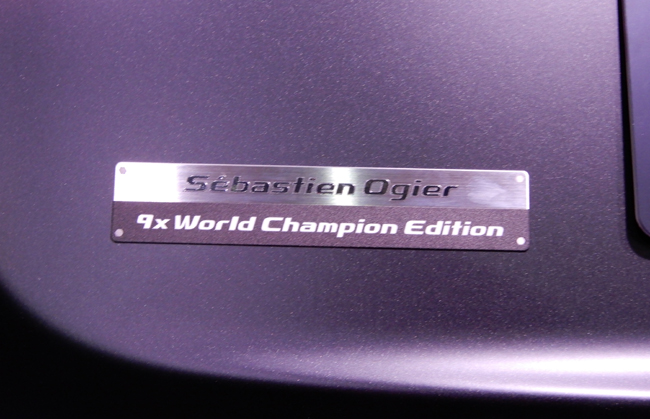 Sébastien Ogier
9x World Champion Edition